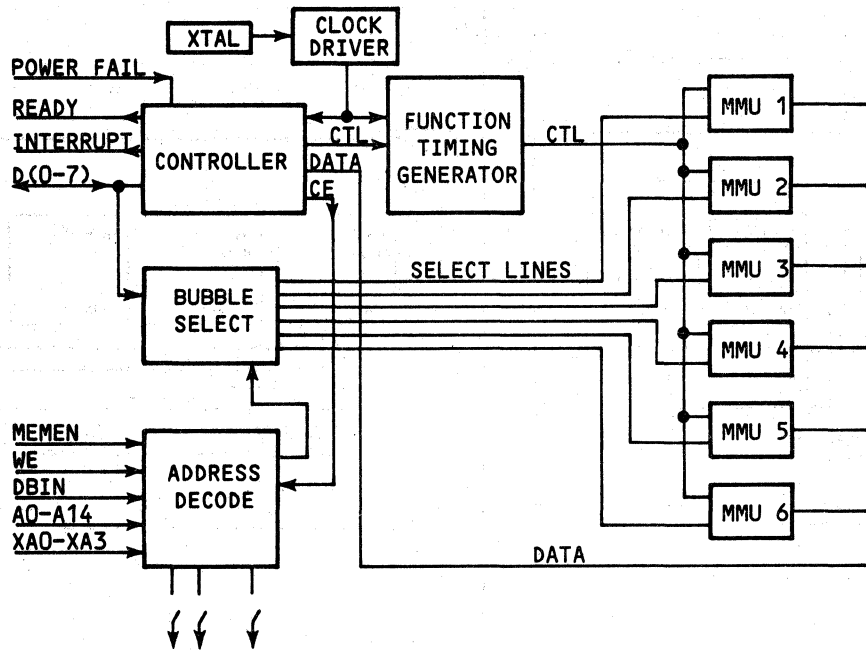 XTAL
CLOCK
DRIVER
POWER FAIL
READY
INTERRUPT
D(0-7)
CONTROLLER
CTL
DATA
CE
FUNCTION
TIMING
GENERATOR
CTL
MMU 1
MMU 2
MMU 3
MMU 4
MMU 5
MMU 6
SELECT LINES
BUBBLE
SELECT
MEMEN
WE
DBIN
A0-A14
XA0-XA3
ADDRESS
DECODE
DATA